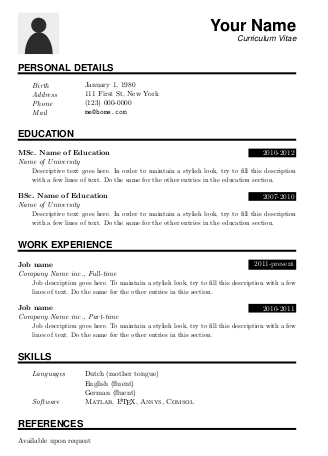 Your Name
Curriculum Vitae
PERSONAL DETAILS
Birth January 1, 1980
Address 111 First St, New York
Phone (123) 000-0000
Mail me@home.com
EDUCATION
MSc. Name of Education 2010-2012
Name of University
Descriptive text goes here. In order to maintain a stylish look, try to fill this description
with a few lines of text. Do the same for the other entries in the education section.
BSc. Name of Education 2007-2010
Name of University
Descriptive text goes here. In order to maintain a stylish look, try to fill this description
with a few lines of text. Do the same for the other entries in the education section.
WORK EXPERIENCE
Job name 2011-present
Company Name inc., Full-time
Job description goes here. To maintain a stylish look, try to fill this description with a few
lines of text. Do the same for the other entries in this section.
Job name 2010-2011
Company Name inc., Part-time
Job description goes here. To maintain a stylish look, try to fill this description with a few
lines of text. Do the same for the other entries in this section.
SKILLS
Languages Dutch (mother tongue)
English (fluent)
German (fluent)
Software MATLAB, LATEX, ANSYS, COMSOL
REFERENCES
Available upon request